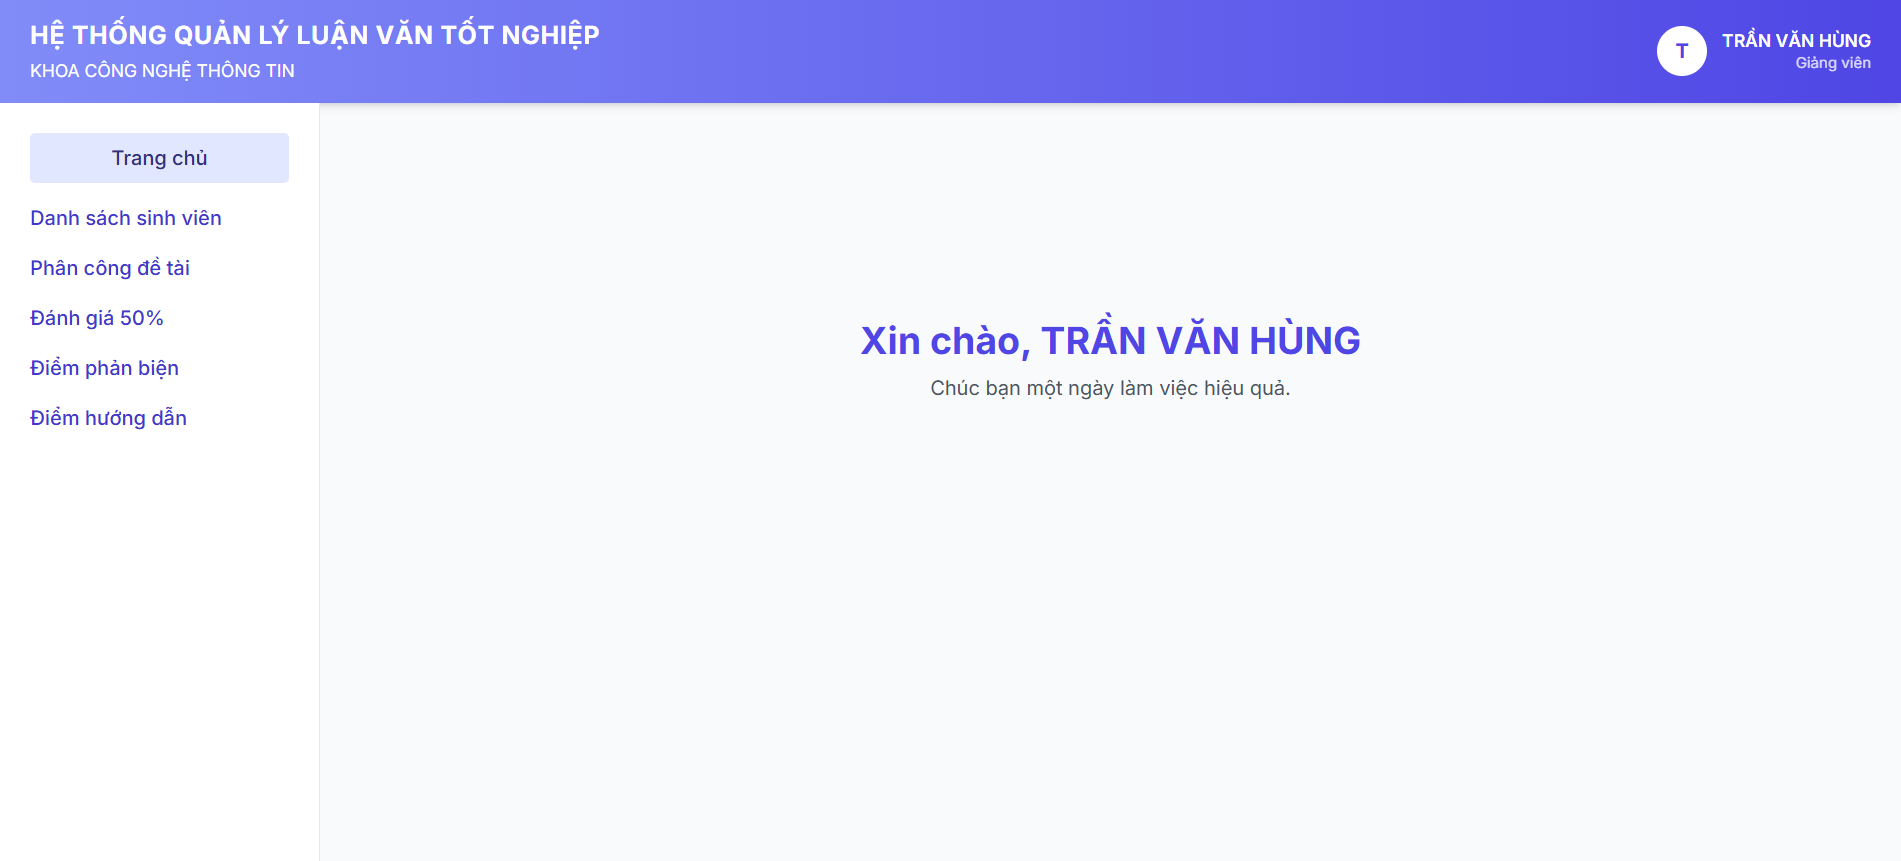 HỆ THỐNG QUẢN LÝ LUẬN VĂN TỐT NGHIỆP
KHOA CÔNG NGHỆ THÔNG TIN
T
TRẦN VĂN HÙNG
Giảng viên
Trang chủ
Danh sách sinh viên
Phân công đề tài
Đánh giá 50%
Điểm phản biện
Điểm hướng dẫn
Xin chào, TRẦN VĂN HÙNG
Chúc bạn một ngày làm việc hiệu quả.